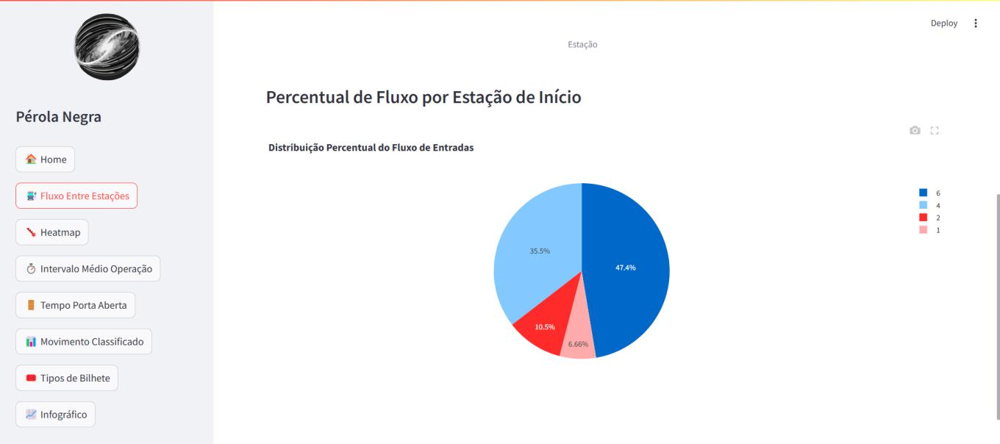 Pérola Negra
Home
Fluxo Entre Estações
Heatmap
Intervalo Médio Operação
Tempo Porta Aberta
Movimento Classificado
Tipos de Bilhete
Infográfico
Deploy
Estação
Percentual de Fluxo por Estação de Início
Distribuição Percentual do Fluxo de Entradas
35.5%
47.4%
10.5%
6.66%
6
4
2
1